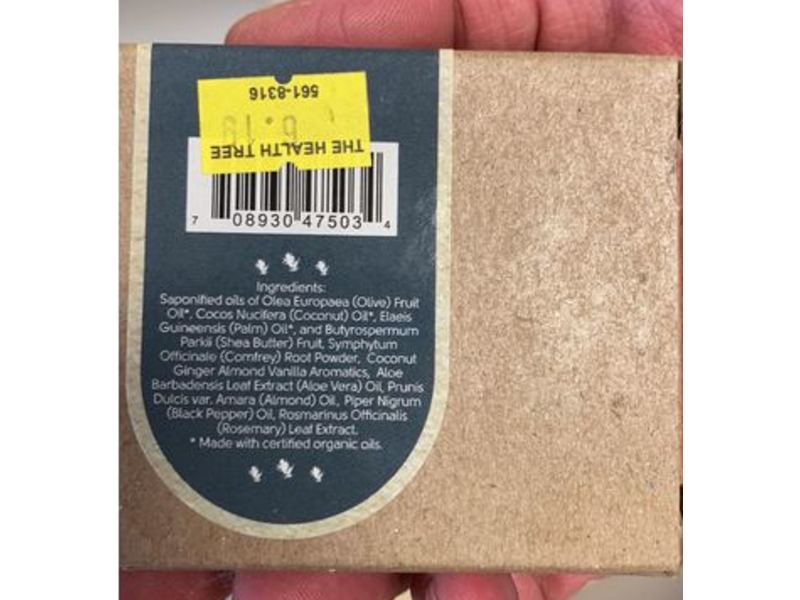 THE HEALTH TREE
561-8316
7 08930 47503 4
Ingredients:
Saponified oils of Olea Europaea (Olive) Fruit
Oil*, Cocos Nucifera (Coconut) Oil*, Elaeis
Guineensis (Palm) Oil*, and Butyrospermum
Parkii (Shea Butter) Fruit, Symphytum
Officinale (Comfrey) Root Powder, Coconut
Ginger Almond Vanilla Aromatics, Aloe
Barbadensis Leaf Extract (Aloe Vera) Oil, Prunis
Dulcis var. Amara (Almond) Oil, Piper Nigrum
(Black Pepper) Oil, Rosmarinus Officinalis
(Rosemary) Leaf Extract.
* Made with certified organic oils.